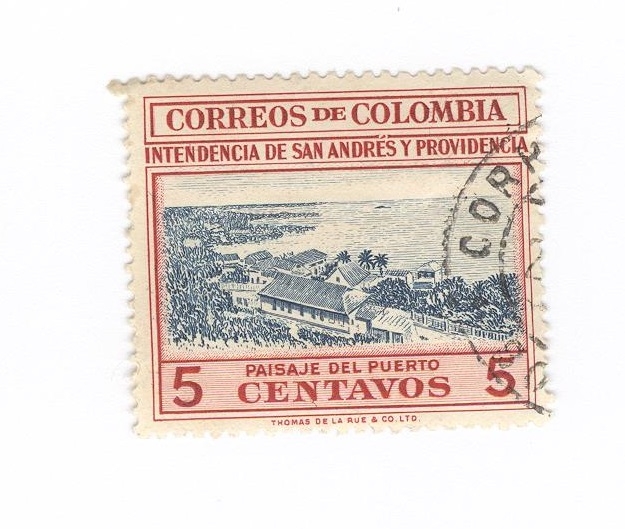 CORREOS DE COLOMBIA
INTENDENCIA DE SAN ANDRÉS Y PROVIDENCIA
PAISAJE DEL PUERTO
5 CENTAVOS 5
THOMAS DE LA RUE & CO. LTD.